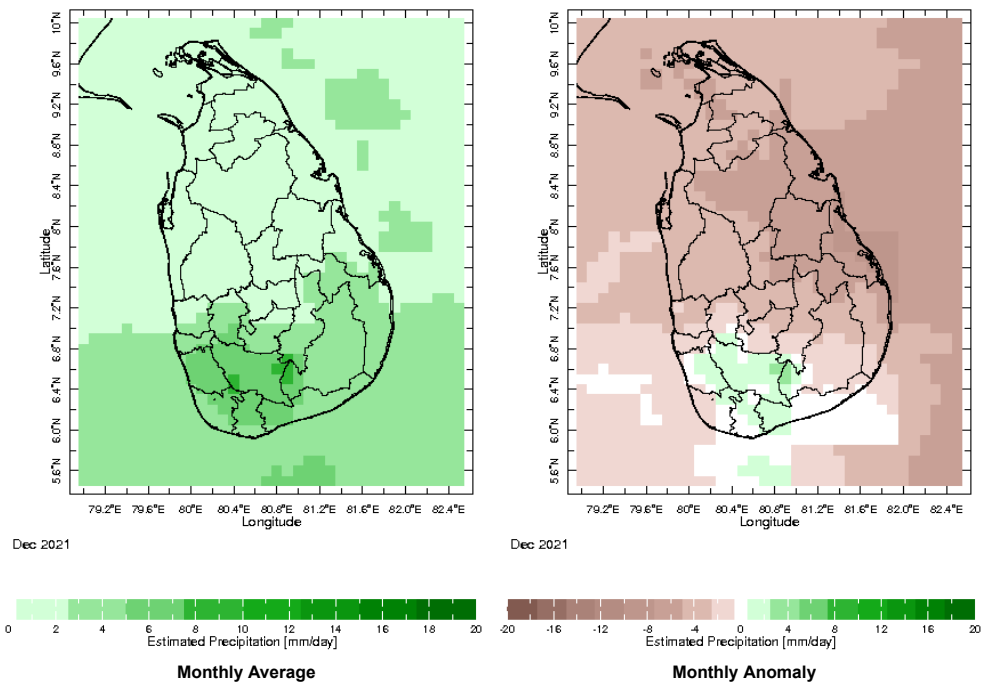 10°N
9.6°N
9.2°N
8.8°N
8.4°N
8°N
7.6°N
7.2°N
6.8°N
6.4°N
6.0°N
5.6°N
Latitude
79.2°E 79.6°E 80°E 80.4°E 80.8°E 81.2°E 81.6°E 82.0°E 82.4°E
Longitude
Dec 2021
0 2 4 6 8 10 12 14 16 18 20
Estimated Precipitation [mm/day]
Monthly Average
10°N
9.6°N
9.2°N
8.8°N
8.4°N
8°N
7.6°N
7.2°N
6.8°N
6.4°N
6.0°N
5.6°N
Latitude
79.2°E 79.6°E 80°E 80.4°E 80.8°E 81.2°E 81.6°E 82.0°E 82.4°E
Longitude
Dec 2021
-20 -16 -12 -8 -4 0 4 8 12 16 20
Estimated Precipitation [mm/day]
Monthly Anomaly